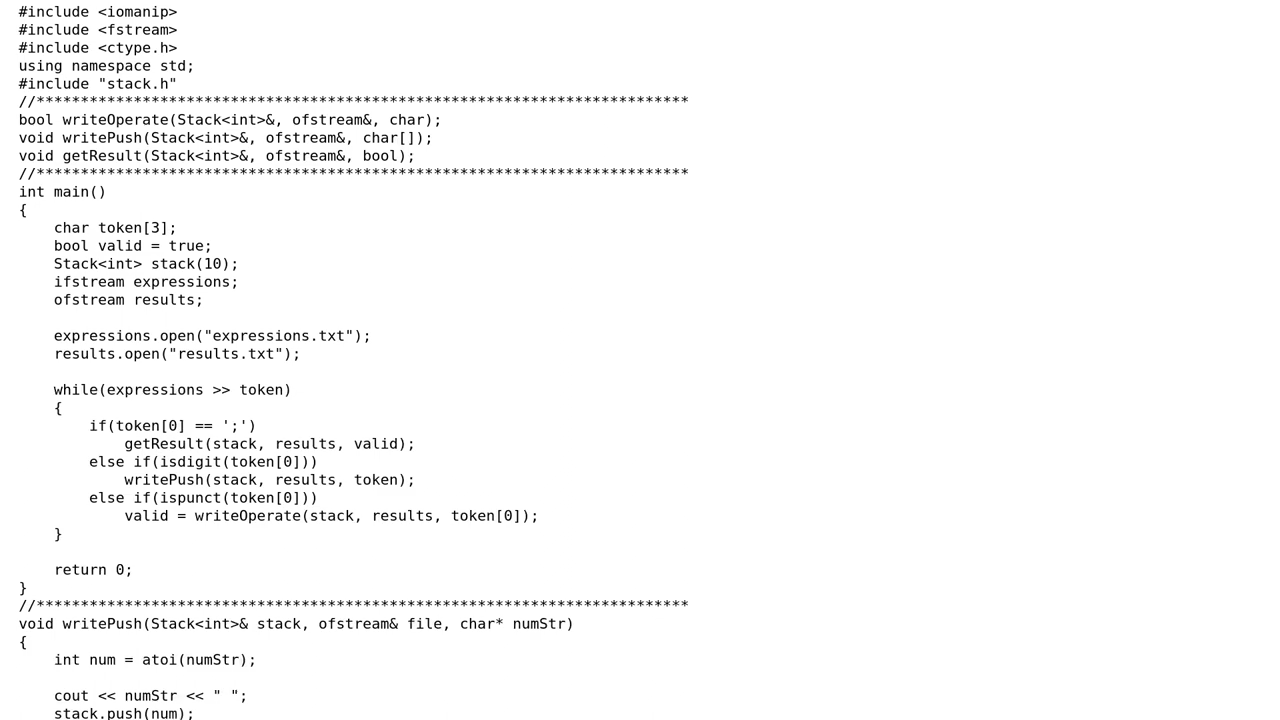 #include <iomanip>
#include <fstream>
#include <ctype.h>
using namespace std;
#include "stack.h"
//**************************************************************************
bool writeOperate(Stack<int>&, ofstream&, char);
void writePush(Stack<int>&, ofstream&, char[]);
void getResult(Stack<int>&, ofstream&, bool);
//**************************************************************************
int main()
{
    char token[3];
    bool valid = true;
    Stack<int> stack(10);
    ifstream expressions;
    ofstream results;

    expressions.open("expressions.txt");
    results.open("results.txt");

    while(expressions >> token)
    {
        if(token[0] == ';')
            getResult(stack, results, valid);
        else if(isdigit(token[0]))
            writePush(stack, results, token);
        else if(ispunct(token[0]))
            valid = writeOperate(stack, results, token[0]);
    }

    return 0;
}
//**************************************************************************
void writePush(Stack<int>& stack, ofstream& file, char* numStr)
{
    int num = atoi(numStr);

    cout << numStr << " ";
    stack.push(num);